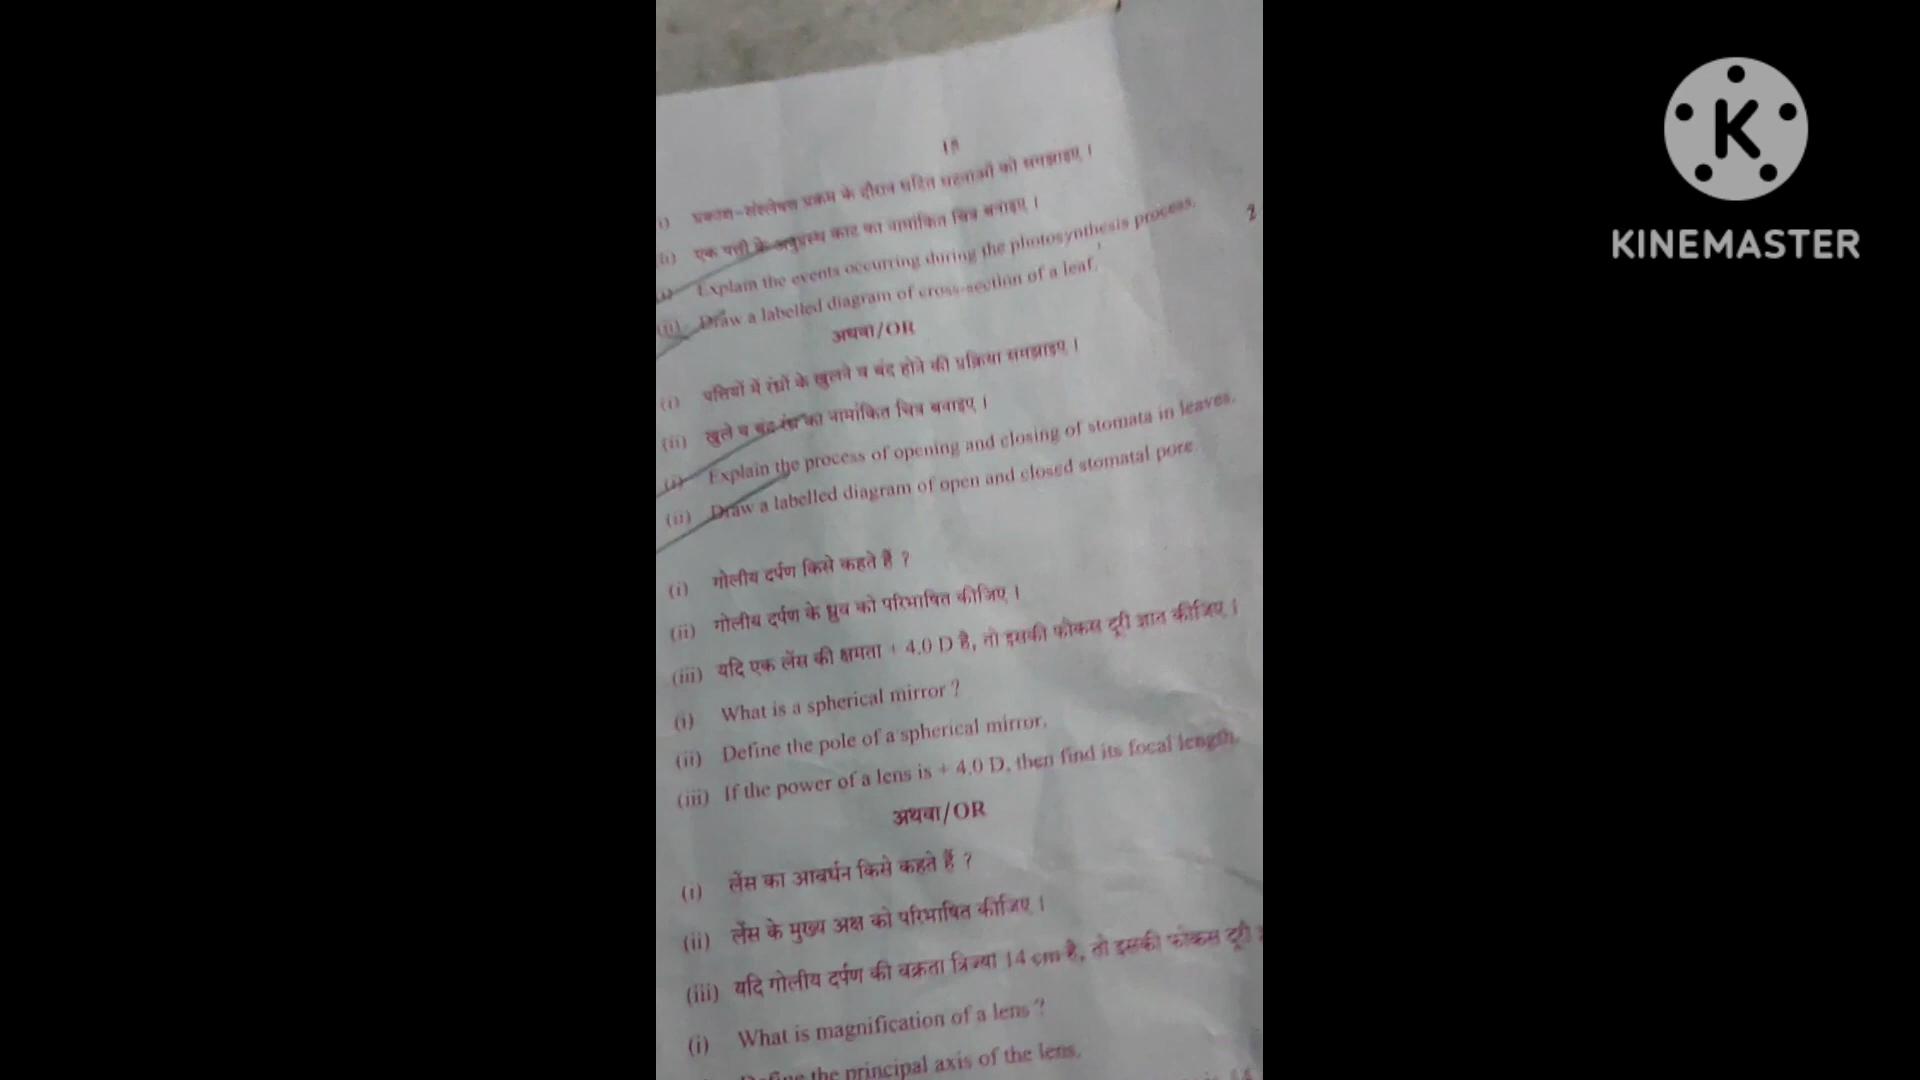 (i) प्रकाश-संश्लेषण प्रक्रम के दौरान घटित घटनाओं को समझाइए ।
(ii) एक पत्ती के अनुप्रस्थ काट का नामांकित चित्र बनाइए ।
Explain the events occurring during the photosynthesis process.
(ii) Draw a labelled diagram of cross-section of a leaf.
अथवा/OR
(i) पत्तियों में रंध्रों के खुलने व बंद होने की प्रक्रिया समझाइए ।
(ii) खुले व बंद रंध्र का नामांकित चित्र बनाइए ।
(i) Explain the process of opening and closing of stomata in leaves.
(ii) Draw a labelled diagram of open and closed stomatal pore.
(i) गोलीय दर्पण किसे कहते हैं ?
(ii) गोलीय दर्पण के ध्रुव को परिभाषित कीजिए ।
(iii) यदि एक लेंस की क्षमता + 4.0 D है, तो इसकी फोकस दूरी ज्ञात कीजिए ।
(i) What is a spherical mirror ?
(ii) Define the pole of a spherical mirror.
(iii) If the power of a lens is + 4.0 D, then find its focal length.
अथवा/OR
(i) लेंस का आवर्धन किसे कहते हैं ?
(ii) लेंस के मुख्य अक्ष को परिभाषित कीजिए ।
(iii) यदि गोलीय दर्पण की वक्रता त्रिज्या 14 cm है, तो इसकी फोकस दूरी
(i) What is magnification of a lens ?
Define the principal axis of the lens.
KINEMASTER